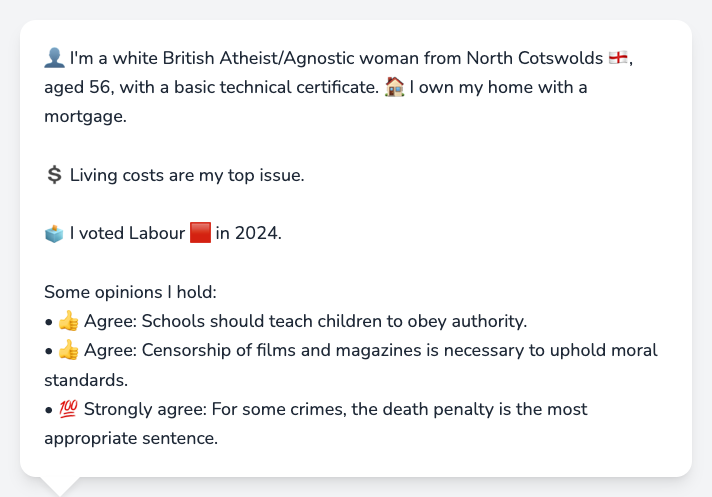 👤 I'm a white British Atheist/Agnostic woman from North Cotswolds 🏴󠁧󠁢󠁥󠁮󠁧󠁿,
aged 56, with a basic technical certificate. 🏠 I own my home with a
mortgage.
💲 Living costs are my top issue.
🗳️ I voted Labour 🟥 in 2024.
Some opinions I hold:
• 👍 Agree: Schools should teach children to obey authority.
• 👍 Agree: Censorship of films and magazines is necessary to uphold moral
standards.
• 💯 Strongly agree: For some crimes, the death penalty is the most
appropriate sentence.